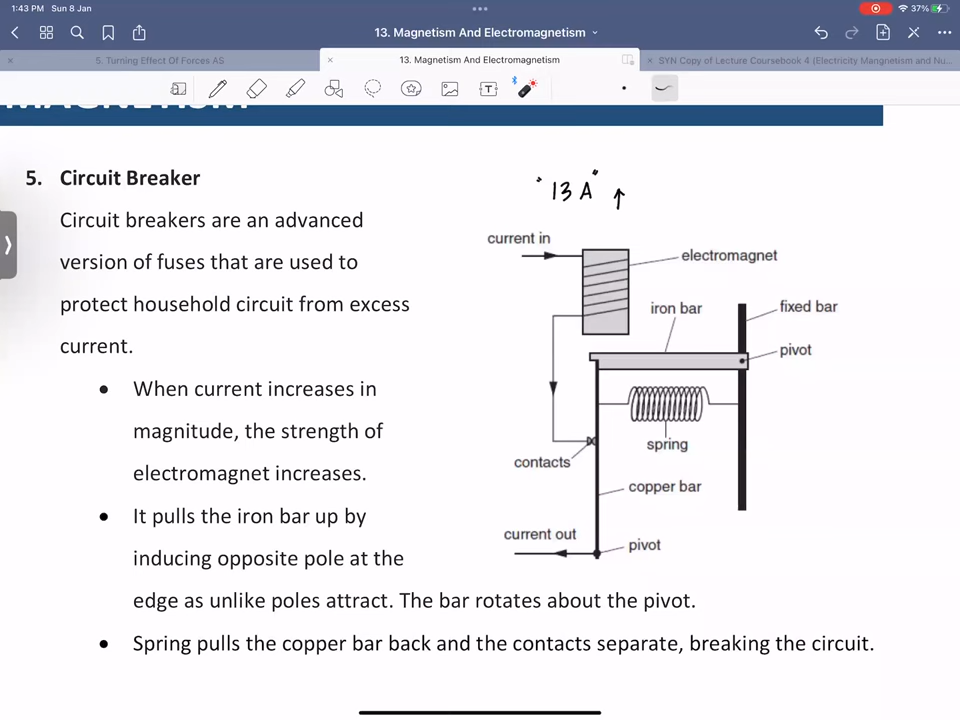 1:43 PM Sun 8 Jan
37%
13. Magnetism And Electromagnetism
5. Turning Effect Of Forces AS
13. Magnetism And Electromagnetism
SYN Copy of Lecture Coursebook 4 (Electricity Mangnetism and Nu...
MAGNETISM
5. Circuit Breaker
Circuit breakers are an advanced
version of fuses that are used to
protect household circuit from excess
current.
• When current increases in
magnitude, the strength of
electromagnet increases.
• It pulls the iron bar up by
inducing opposite pole at the
edge as unlike poles attract. The bar rotates about the pivot.
• Spring pulls the copper bar back and the contacts separate, breaking the circuit.
"13 A" ↑
current in
electromagnet
iron bar
fixed bar
pivot
spring
contacts
copper bar
current out
pivot